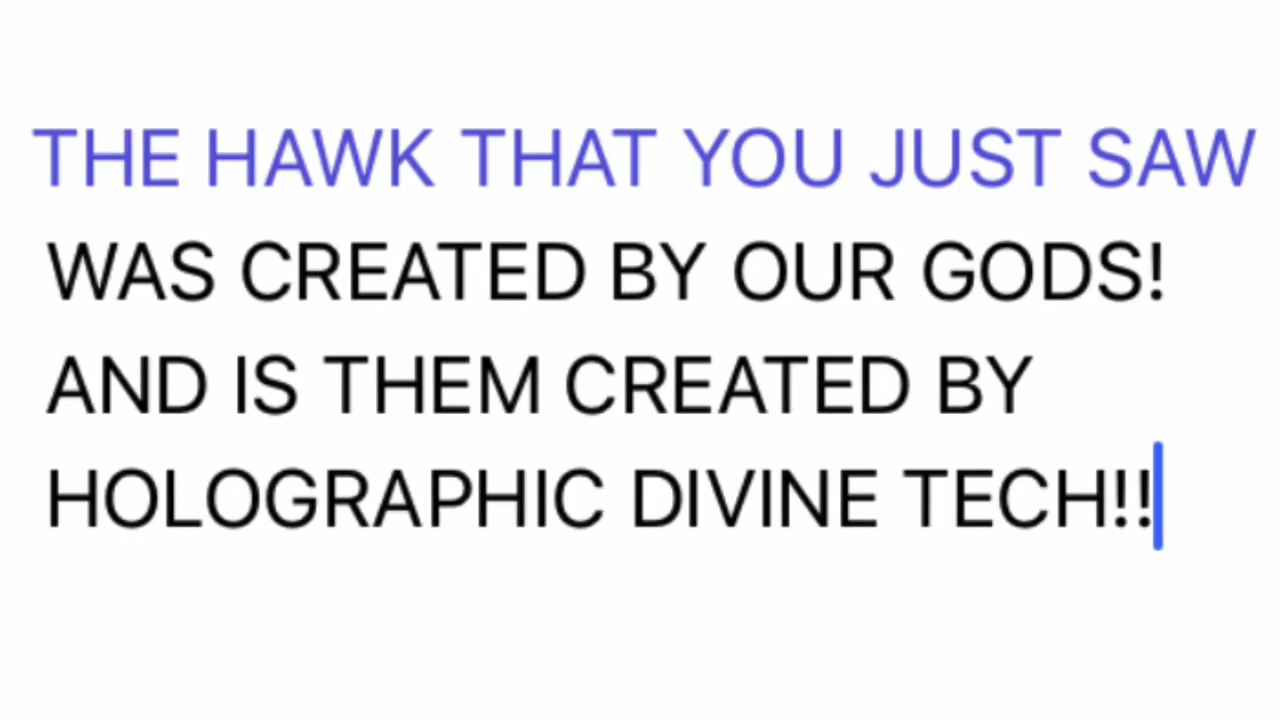 THE HAWK THAT YOU JUST SAW
WAS CREATED BY OUR GODS!
AND IS THEM CREATED BY
HOLOGRAPHIC DIVINE TECH!!